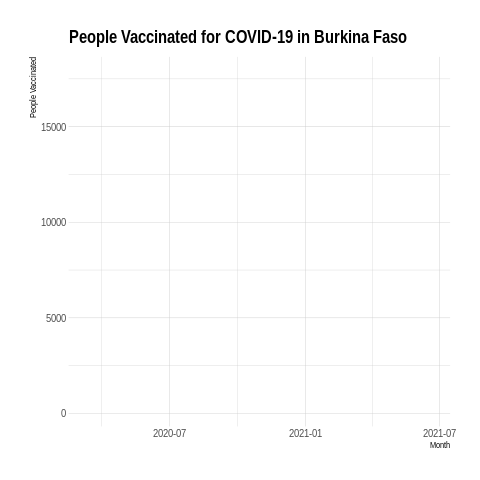 People Vaccinated for COVID-19 in Burkina Faso
People Vaccinated
15000
10000
5000
0
2020-07 2021-01 2021-07
Month